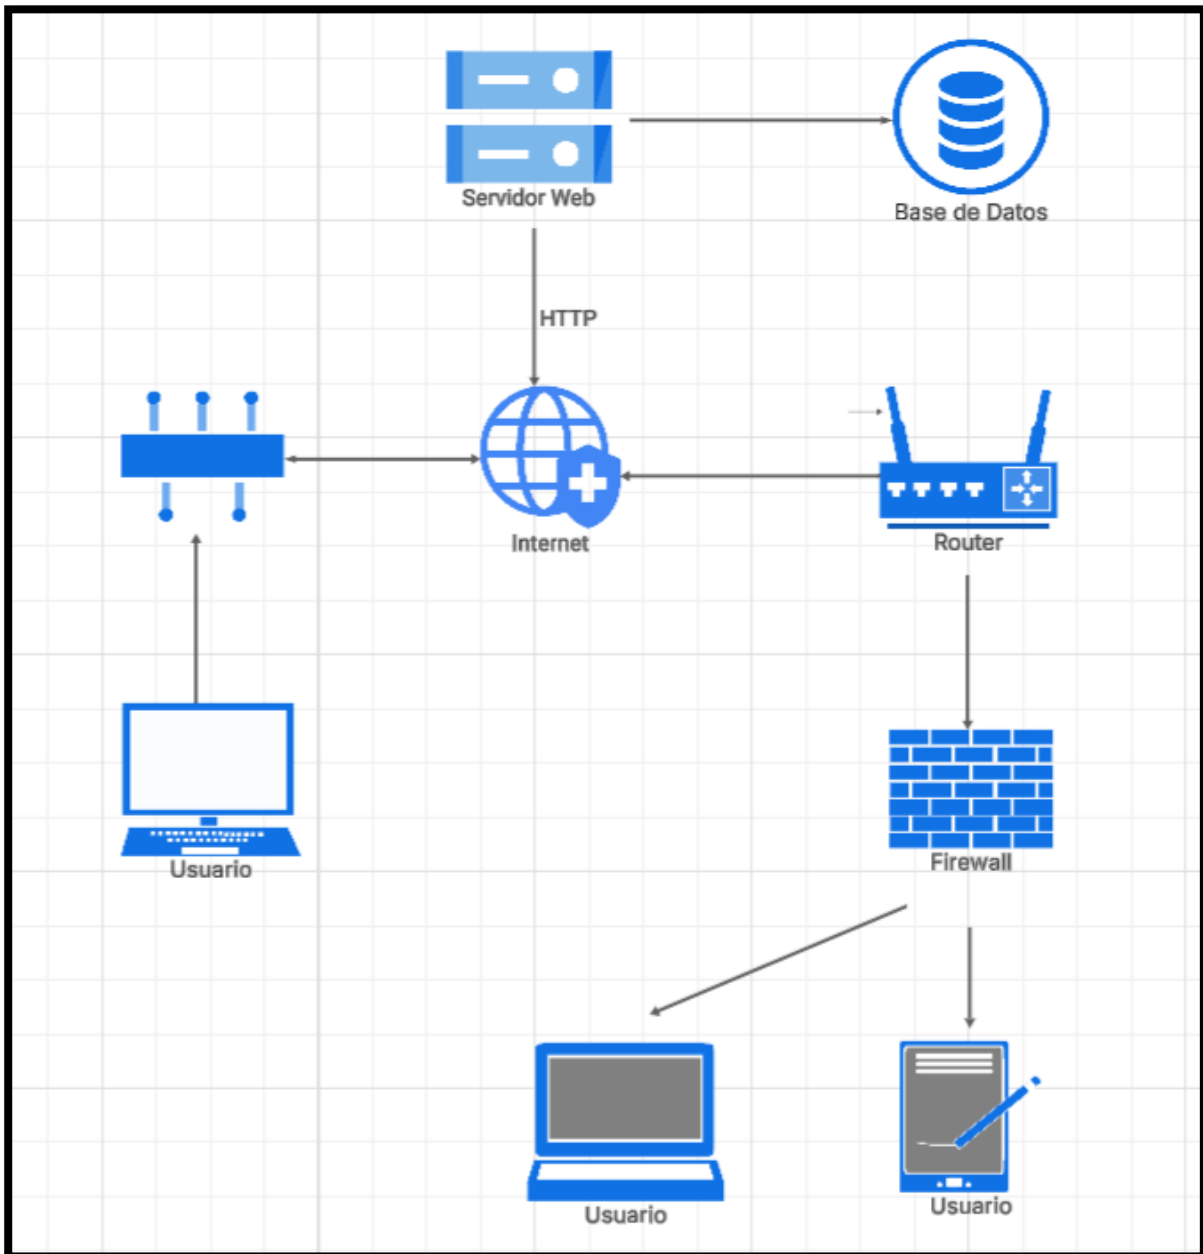 Servidor Web
Base de Datos
HTTP
Internet
Router
Usuario
Firewall
Usuario
Usuario